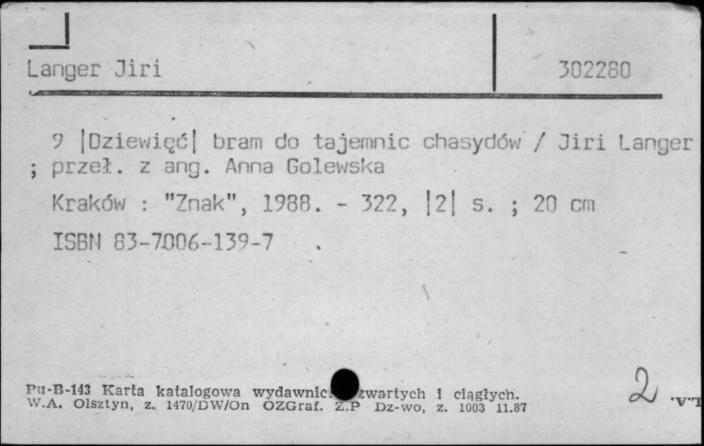 Langer Jiri 302280
9 |Dziewięć| bram do tajemnic chasydów / Jiri Langer
; przeł. z ang. Anna Golewska
Kraków : "Znak", 1988. - 322, |2| s. ; 20 cm
ISBN 83-7006-139-7
Pu-B-143 Karta katalogowa zwartych i ciągłych.
W.A. Olsztyn, z. 1470/DW/On OZGraf. Z.P Dz-wo, z. 1003 11.87
2